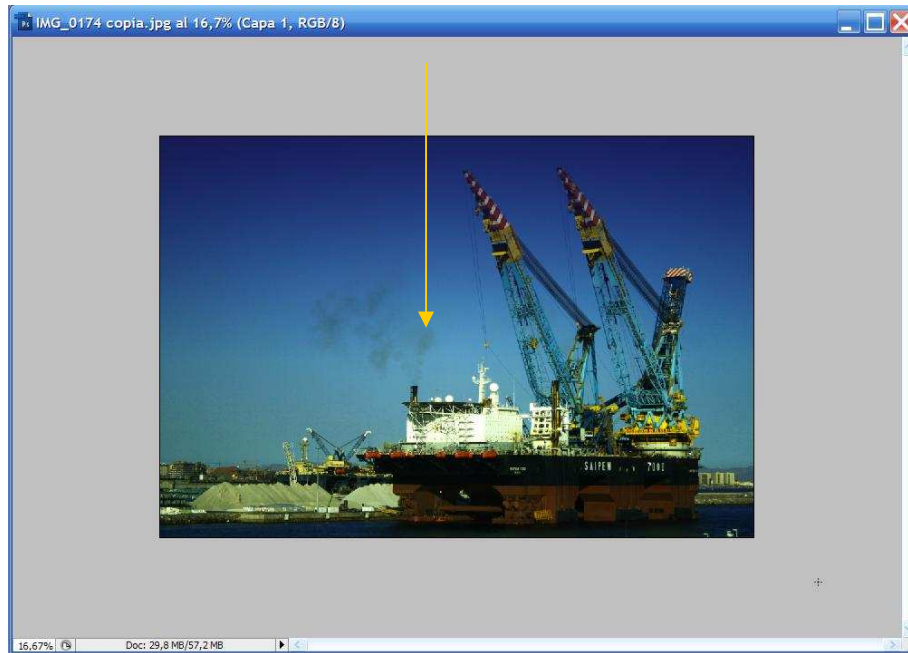 Ps IMG_0174 copia.jpg al 16,7% (Capa 1, RGB/8)
SAIPEM 7000
16,67% Doc: 29,8 MB/57,2 MB